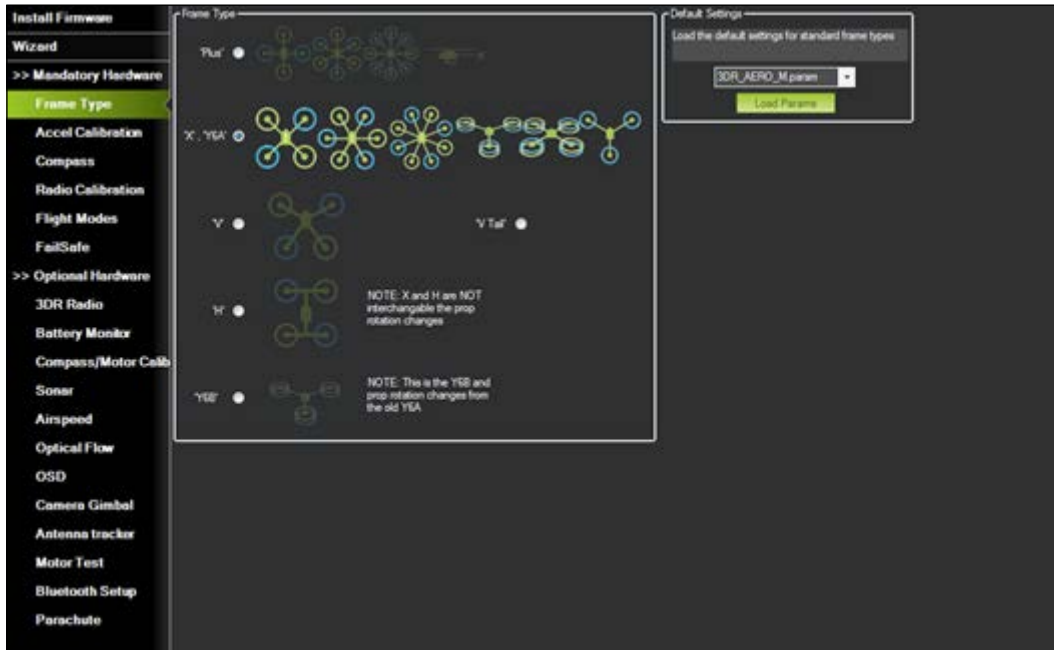 Install Firmware
Wizard
>> Mandatory Hardware
Frame Type
Accel Calibration
Compass
Radio Calibration
Flight Modes
FailSafe
>> Optional Hardware
3DR Radio
Battery Monitor
Compass/Motor Calib
Sonar
Airspeed
Optical Flow
OSD
Camera Gimbal
Antenna tracker
Motor Test
Bluetooth Setup
Parachute
Frame Type
'Plus'
'X', 'Y6A'
'V'
'V Tail'
'H'
NOTE: X and H are NOT
interchangable the prop
rotation changes
'Y6B'
NOTE: This is the Y6B and
prop rotation changes from
the old Y6A
Default Settings
Load the default settings for standard frame types
3DR_AERO_M.param
Load Params